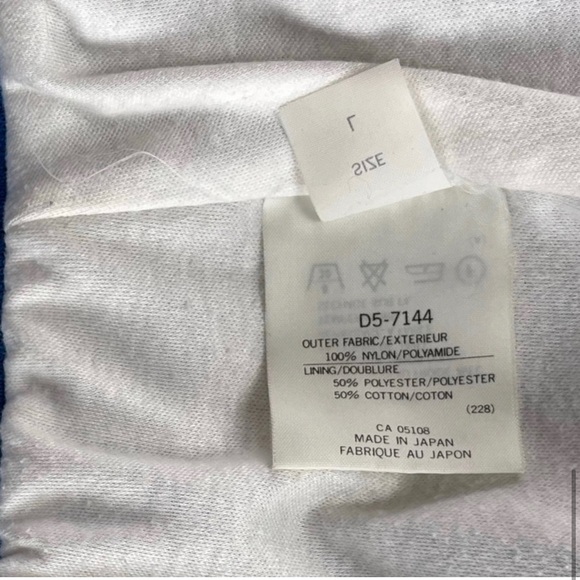 L
SIZE
D5-7144
OUTER FABRIC/EXTERIEUR
100% NYLON/POLYAMIDE
LINING/DOUBLURE
50% POLYESTER/POLYESTER
50% COTTON/COTON
(228)
CA 05108
MADE IN JAPAN
FABRIQUE AU JAPON